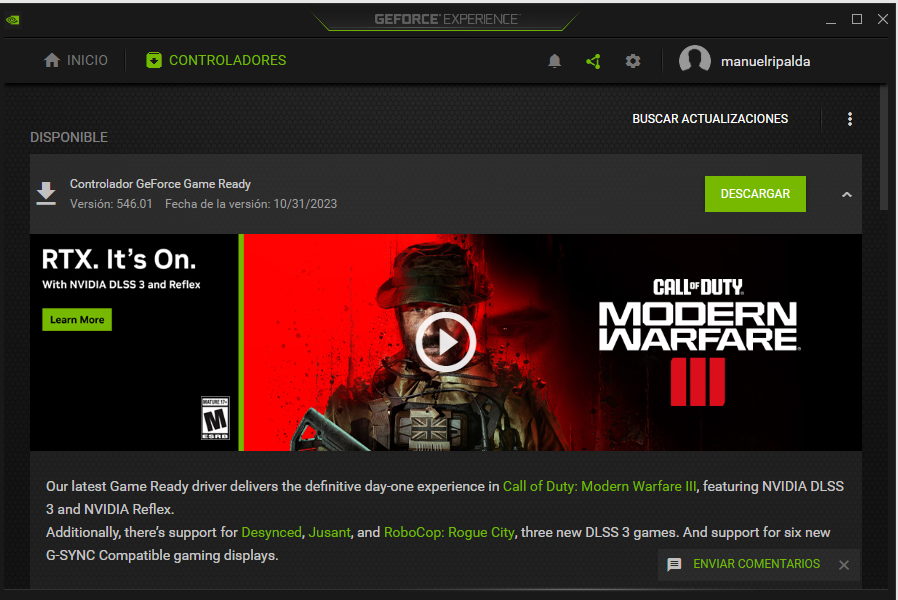 GEFORCE® EXPERIENCE™
INICIO
CONTROLADORES
manuelripalda
BUSCAR ACTUALIZACIONES
DISPONIBLE
Controlador GeForce Game Ready
Versión: 546.01 Fecha de la versión: 10/31/2023
DESCARGAR
RTX. It's On.
With NVIDIA DLSS 3 and Reflex
Learn More
MATURE 17+
M
ESRB
CALL OF DUTY.
MODERN
WARFARE®
III
Our latest Game Ready driver delivers the definitive day-one experience in Call of Duty: Modern Warfare III, featuring NVIDIA DLSS
3 and NVIDIA Reflex.
Additionally, there's support for Desynced, Jusant, and RoboCop: Rogue City, three new DLSS 3 games. And support for six new
G-SYNC Compatible gaming displays.
ENVIAR COMENTARIOS